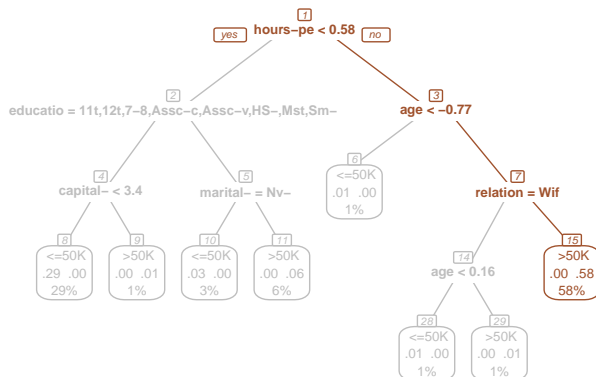 1
yes hours-pe < 0.58 no
2 3
educatio = 11t,12t,7-8,Assc-c,Assc-v,HS-,Mst,Sm- age < -0.77
4 5 6 7
capital- < 3.4 marital- = Nv- <=50K relation = Wif
.01 .00
1%
8 9 10 11 14 15
<=50K >50K <=50K >50K age < 0.16 >50K
.29 .00 .00 .01 .03 .00 .00 .06 .00 .58
29% 1% 3% 6% 58%
28 29
<=50K >50K
.01 .00 .00 .01
1% 1%